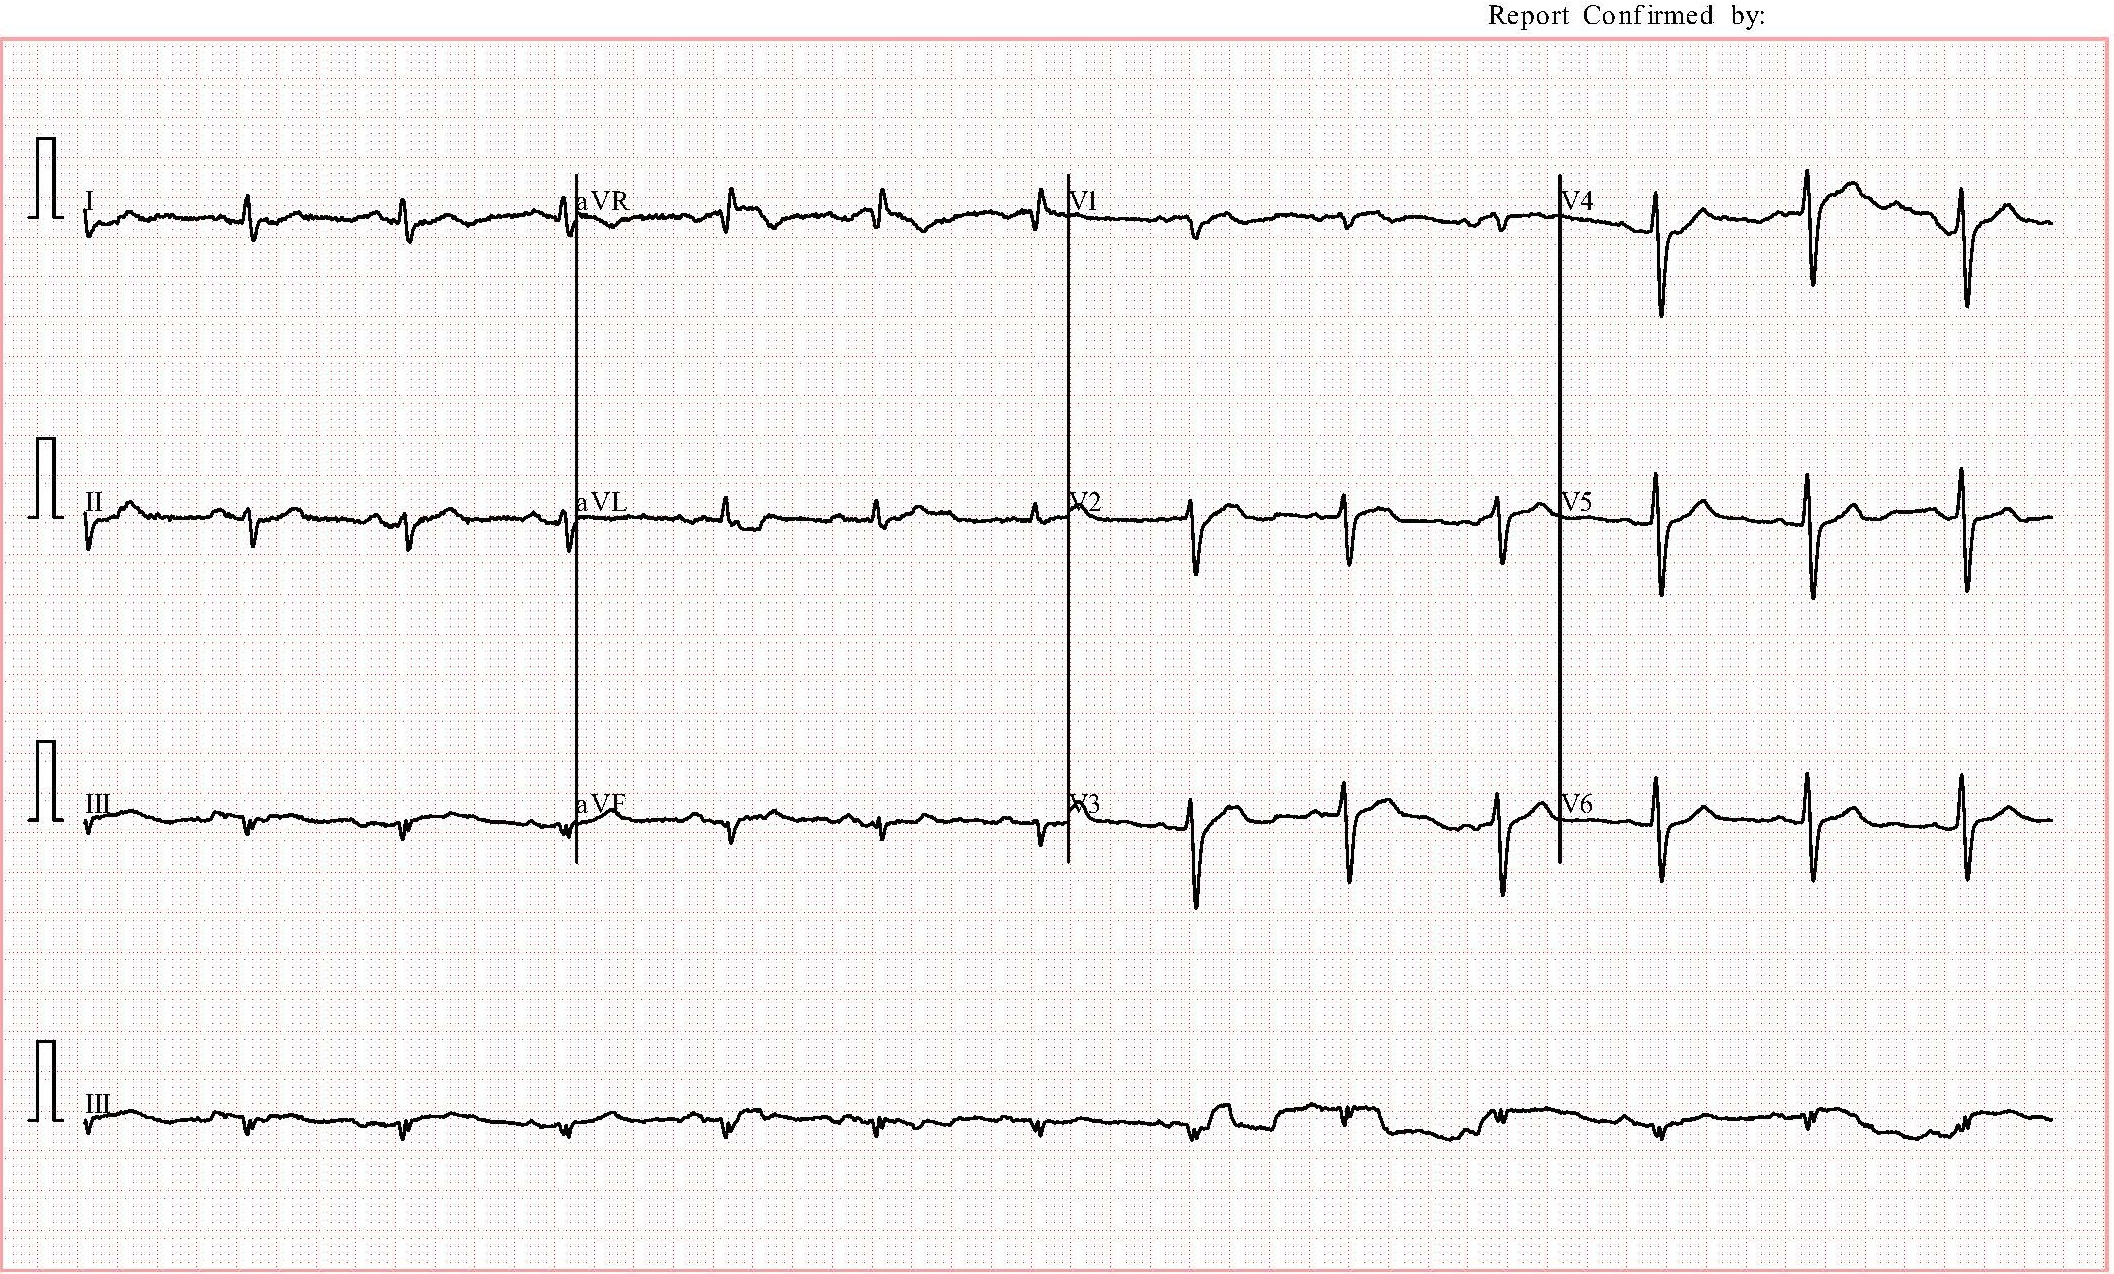 Report Confirmed by:
I aVR V1 V4
II aVL V2 V5
III aVF V3 V6
III